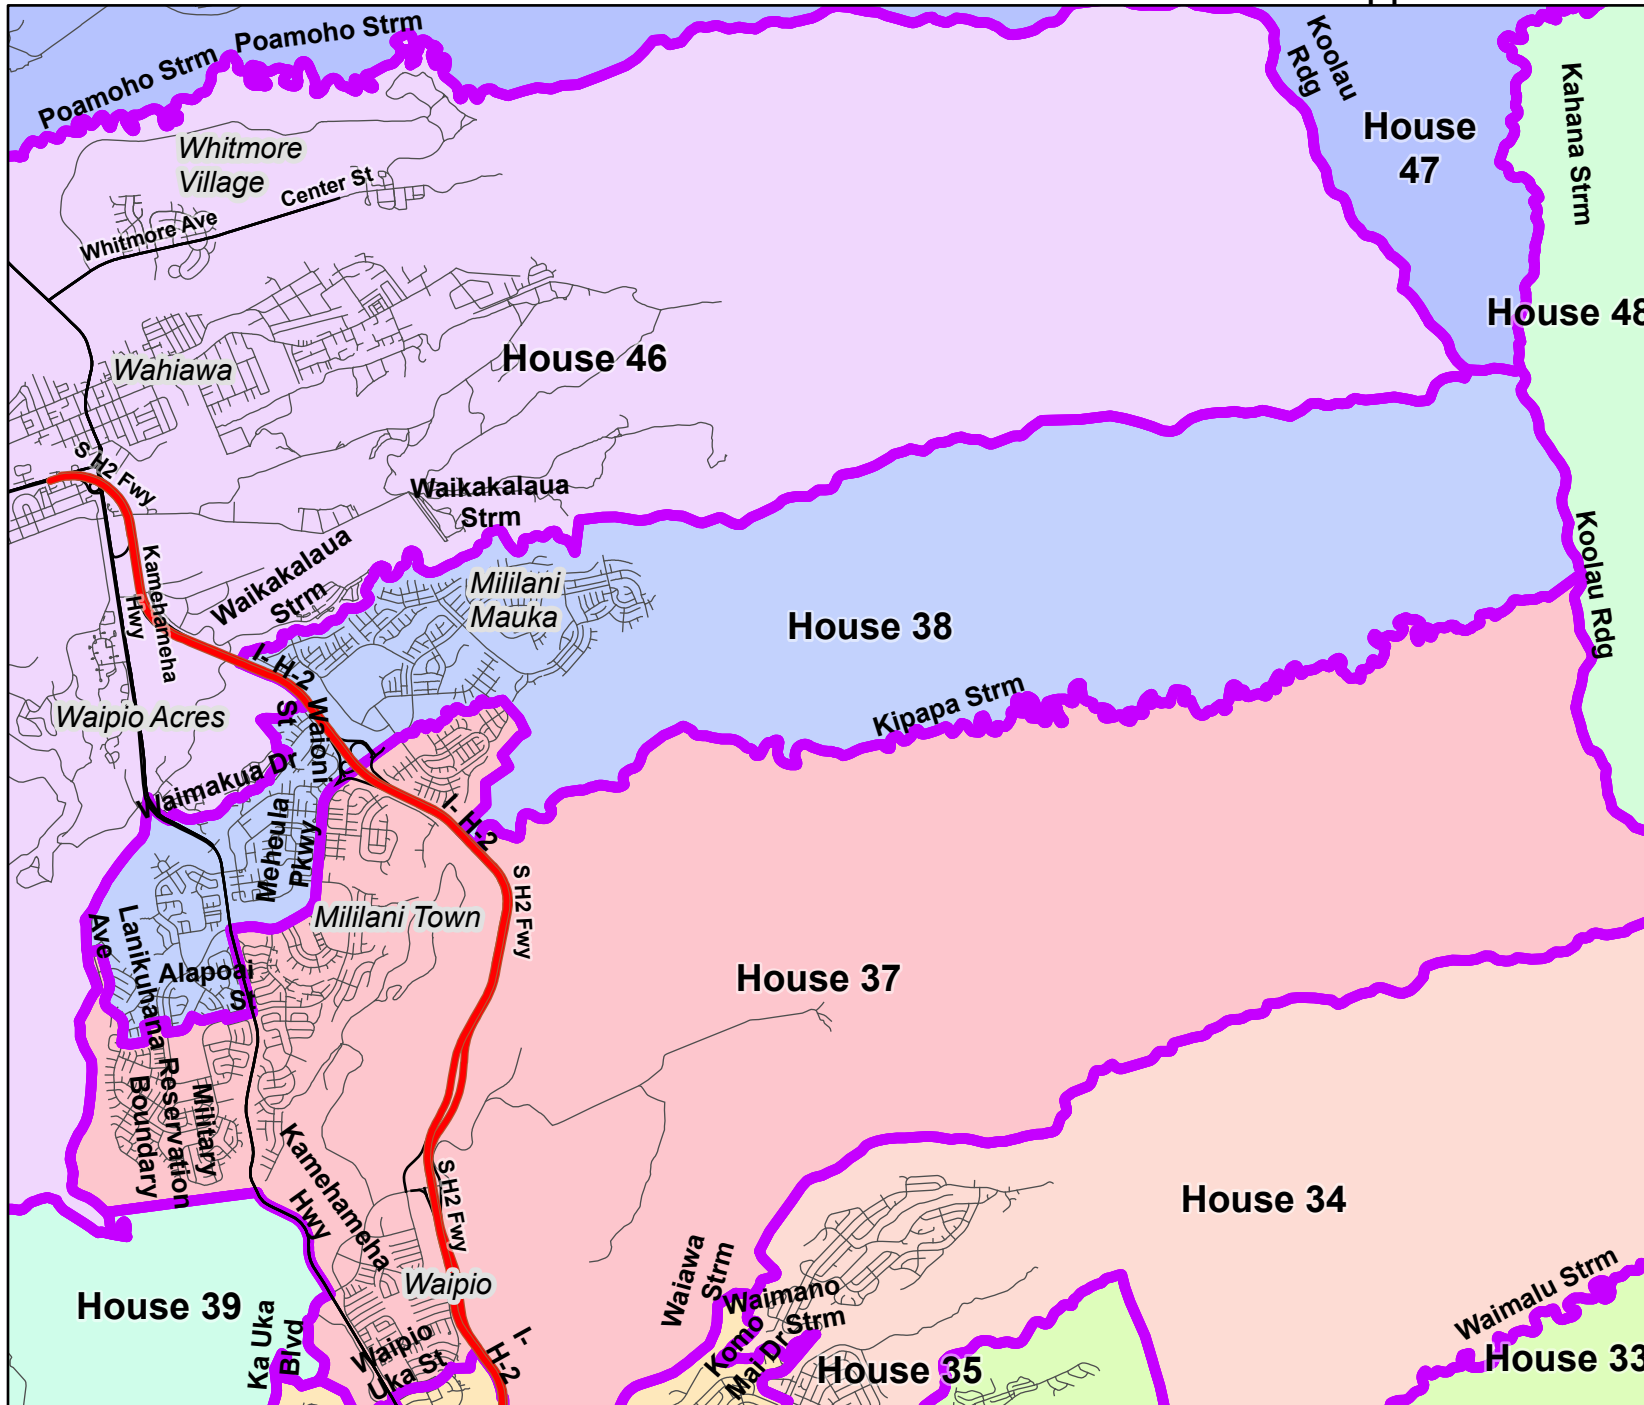 Poamoho Strm
Poamoho Strm
Koolau
Rdg
House
47
Kahana Strm
Whitmore
Village
Center St
Whitmore Ave
House 48
House 46
Wahiawa
S H2 Fwy
Waikakalaua
Strm
Waikakalaua
Strm
Kamehameha
Hwy
Mililani
Mauka
Koolau Rdg
House 38
I- H-2
Waioni
St
Kipapa Strm
Waipio Acres
Waimakua Dr
Meheula
Pkwy
I- H-2
S H2 Fwy
Lanikuhana
Ave
Mililani Town
Alapoai
St
House 37
Military
Reservation
Boundary
Kamehameha
Hwy
S H2 Fwy
House 34
Waiawa
Strm
Waipio
House 39
Waimano
Strm
Waimalu Strm
Ka Uka
Blvd
Waipio
Uka St
I-
H-2
Komo
Mai Dr
House 35
House 33